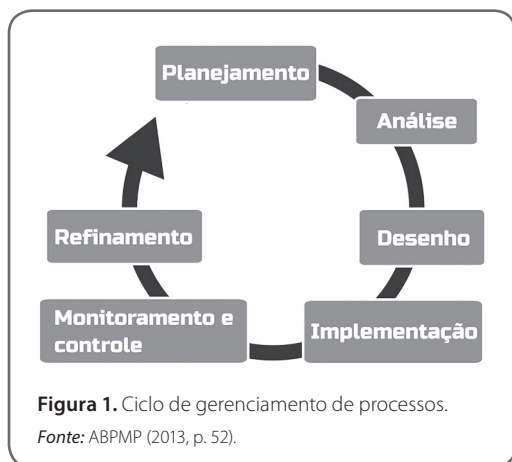 Planejamento
Análise
Desenho
Implementação
Monitoramento e
controle
Refinamento
Figura 1. Ciclo de gerenciamento de processos.
Fonte: ABPMP (2013, p. 52).